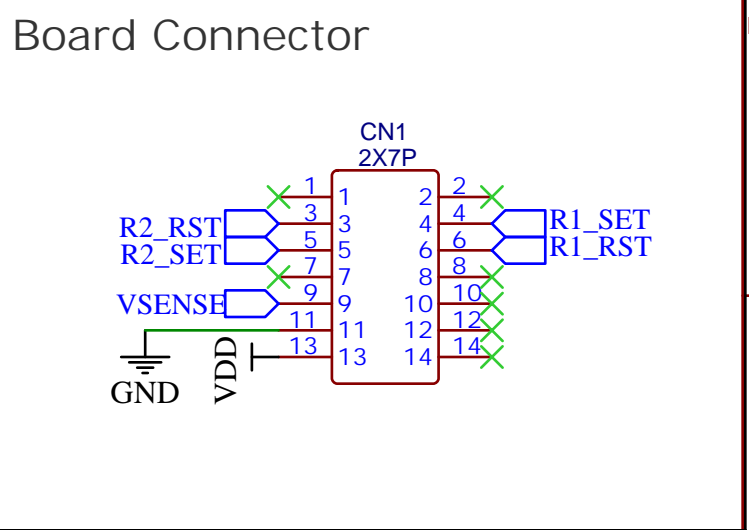 Board Connector
CN1
2X7P
1 1 2 2
R2_RST 3 3 4 4 R1_SET
R2_SET 5 5 6 6 R1_RST
7 7 8 8
VSENSE 9 9 10 10
11 11 12 12
VDD 13 13 14 14
GND